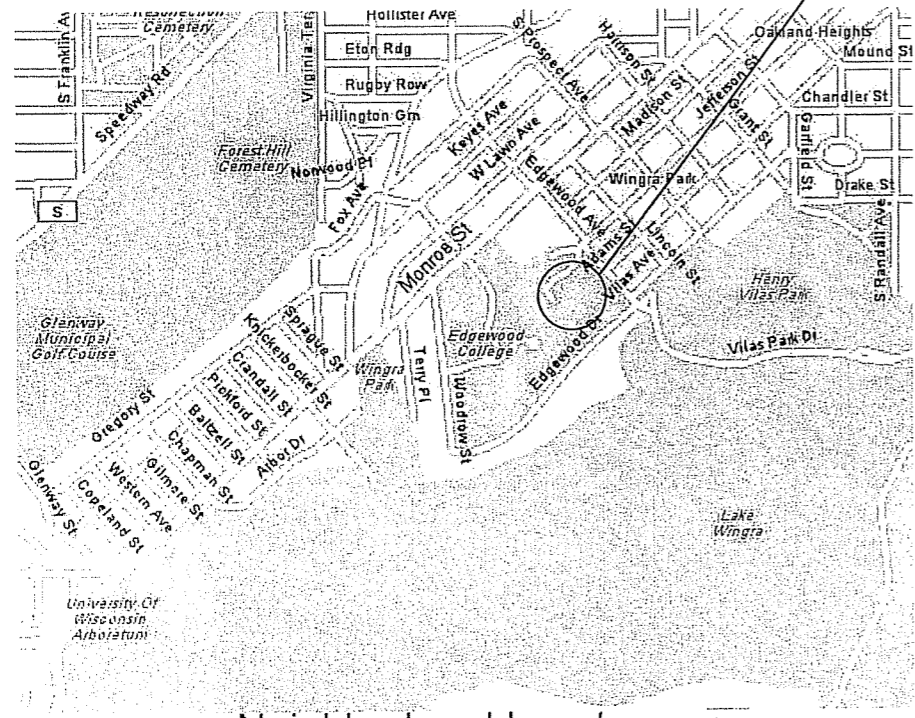 Hollister Ave
Cemetery
S Franklin Av
Speedway Rd
Virginia Ter
Eton Rdg
Rugby Row
Hillington Grn
S Prospect Ave
Harrison St
Oakland Heights
Mound St
Madison St
Jefferson St
Grant St
Chandler St
Garfield St
Forest Hill
Cemetery
Norwood Pl
Keyes Ave
W Lawn Ave
Edgewood Ave
Wingra Park
Drake St
S
Fox Ave
Monroe St
Adams St
Lincoln St
Vilas Ave
S Randall Ave
Henry
Vilas Park
Glenway
Municipal
Golf Course
Sprague St
Knickelbocker St
Crandall St
Pickford St
Baltzell St
Chapman St
Gilmore St
Western Ave
Copeland St
Glenway St
Gregory St
Arbor Dr
Wingra
Park
Terry Pl
Woodrow St
Edgewood
College
Edgewood Dr
Vilas Park Dr
Lake
Wingra
University Of
Wisconsin
Arboratum